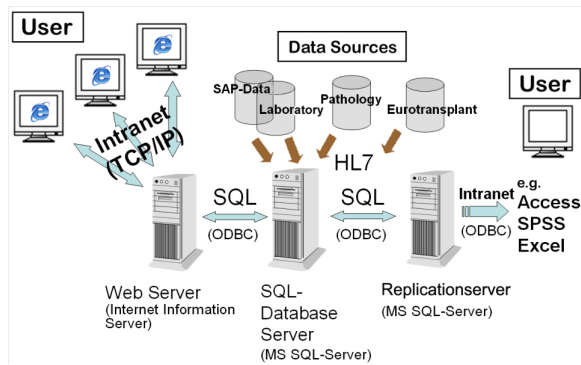 User
Data Sources
User
SAP-Data
Laboratory
Pathology
Eurotransplant
Intranet
(TCP/IP)
HL7
SQL
(ODBC)
SQL
(ODBC)
Intranet
(ODBC)
e.g.
Access
SPSS
Excel
Web Server
(Internet Information
Server)
SQL-
Database
Server
(MS SQL-Server)
Replicationserver
(MS SQL-Server)